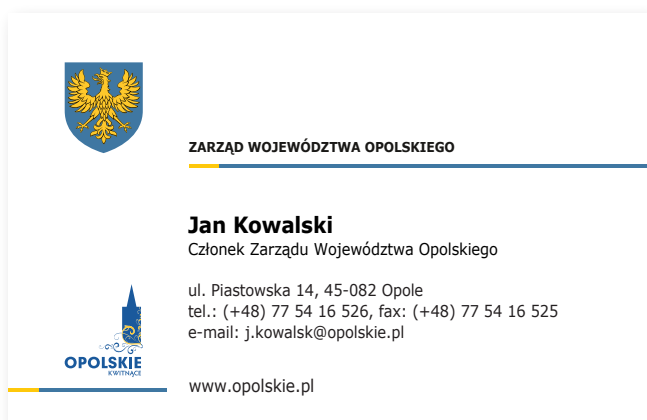 ZARZĄD WOJEWÓDZTWA OPOLSKIEGO
Jan Kowalski
Członek Zarządu Województwa Opolskiego
ul. Piastowska 14, 45-082 Opole
tel.: (+48) 77 54 16 526, fax: (+48) 77 54 16 525
e-mail: j.kowalsk@opolskie.pl
OPOLSKIE
KWITNĄCE
www.opolskie.pl